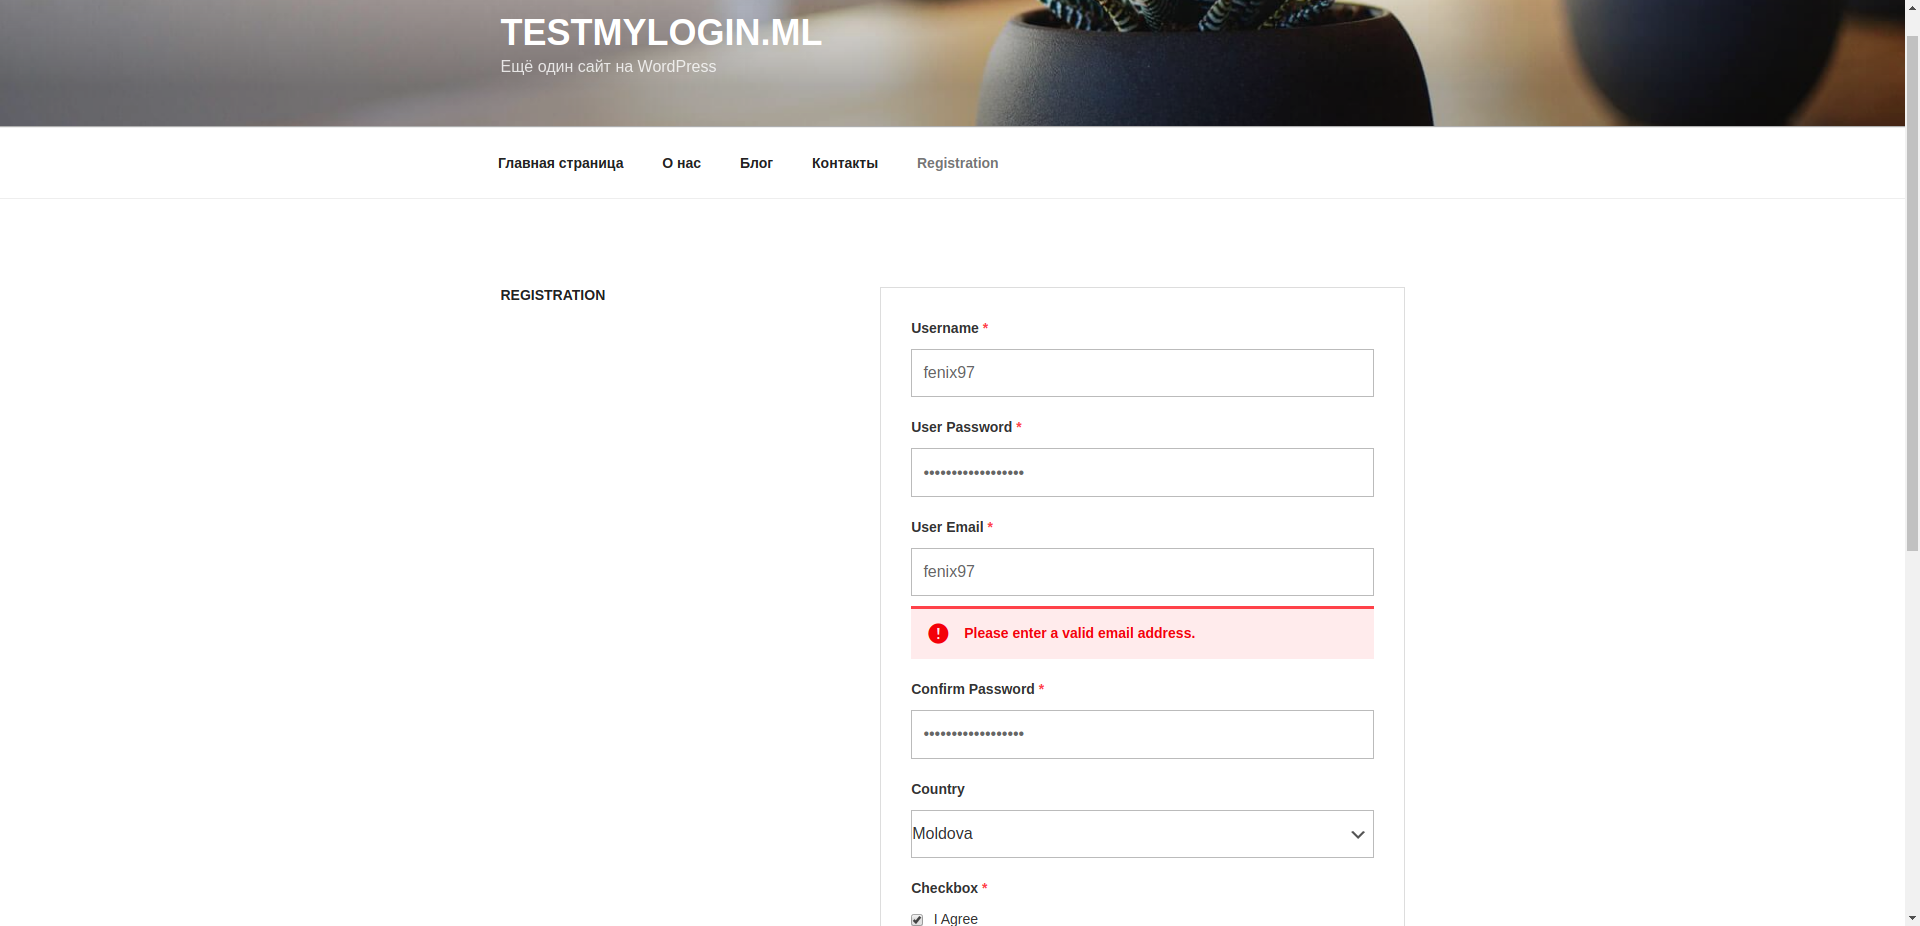 TESTMYLOGIN.ML
Ещё один сайт на WordPress
Главная страница О нас Блог Контакты Registration
REGISTRATION
Username *
fenix97
User Password *
••••••••••••••••••
User Email *
fenix97
Please enter a valid email address.
Confirm Password *
••••••••••••••••••
Country
Moldova
Checkbox *
I Agree